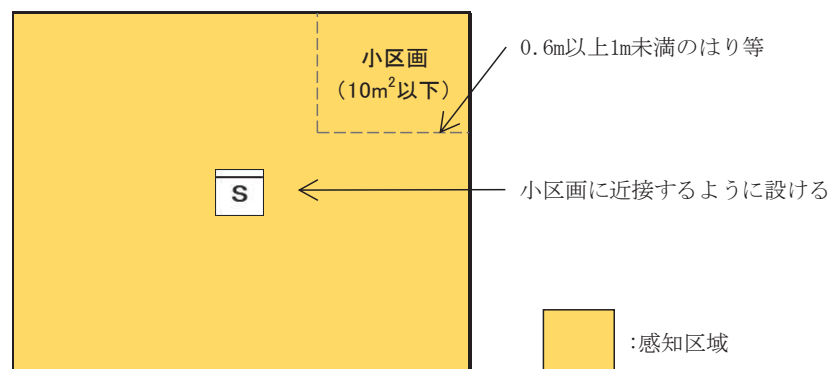 小区画
（10m²以下）
0.6m以上1m未満のはり等
S
小区画に近接するように設ける
:感知区域